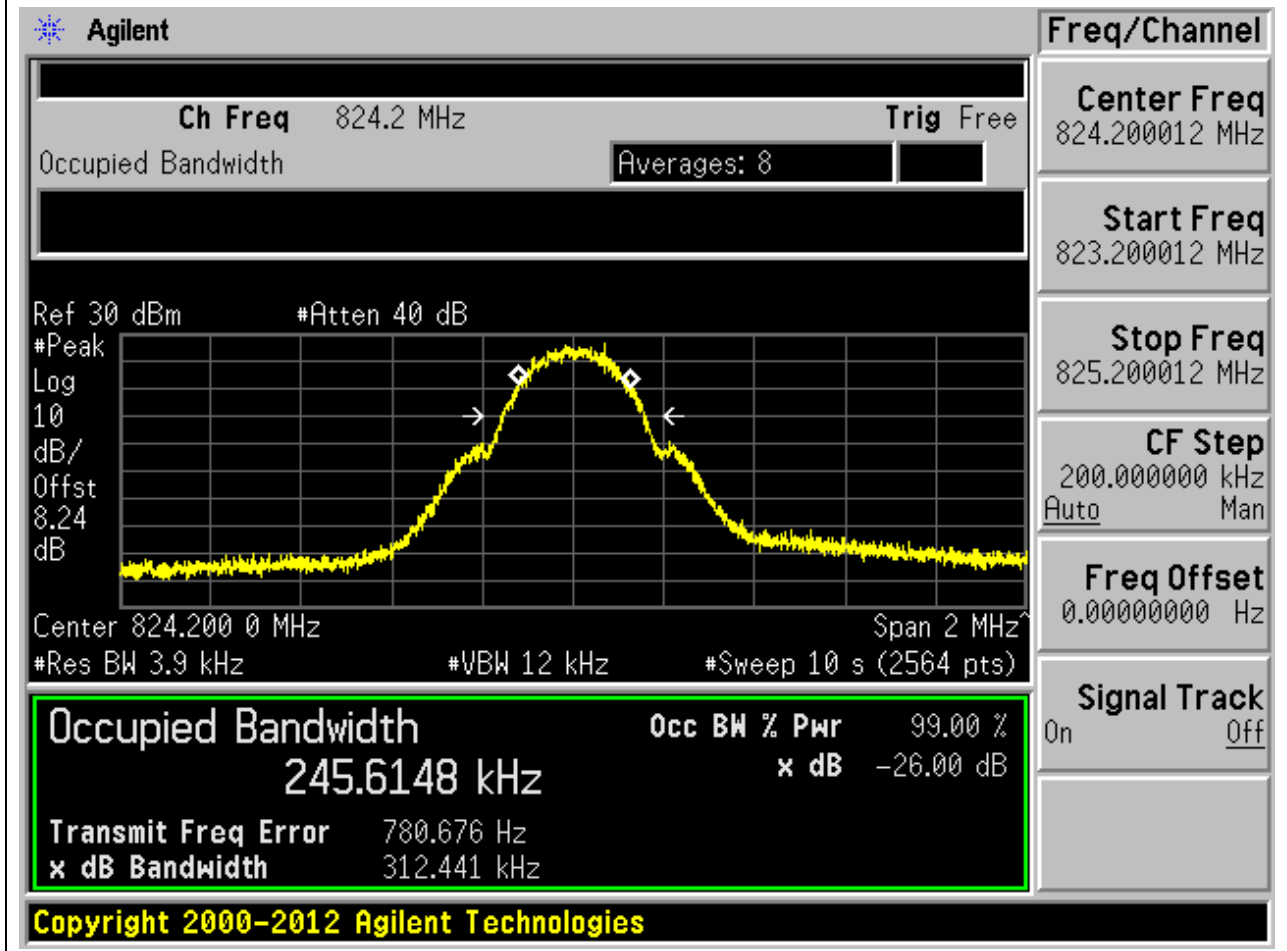 Agilent
Freq/Channel
Ch Freq 824.2 MHz Trig Free
Occupied Bandwidth Averages: 8
Center Freq
824.200012 MHz
Start Freq
823.200012 MHz
Stop Freq
825.200012 MHz
CF Step
200.000000 kHz
Auto Man
Freq Offset
0.00000000 Hz
Signal Track
On Off
Ref 30 dBm #Atten 40 dB
#Peak
Log
10
dB/
Offst
8.24
dB
Center 824.200 0 MHz Span 2 MHz^
#Res BW 3.9 kHz #VBW 12 kHz #Sweep 10 s (2564 pts)
Occupied Bandwidth
245.6148 kHz
Occ BW % Pwr 99.00 %
x dB -26.00 dB
Transmit Freq Error 780.676 Hz
x dB Bandwidth 312.441 kHz
Copyright 2000-2012 Agilent Technologies